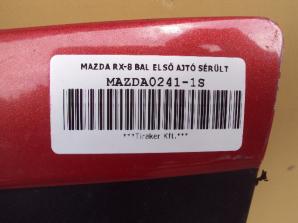 MAZDA RX-8 BAL ELSŐ AJTÓ SÉRÜLT
MAZDA0241-1S
***Tiraker Kft.***